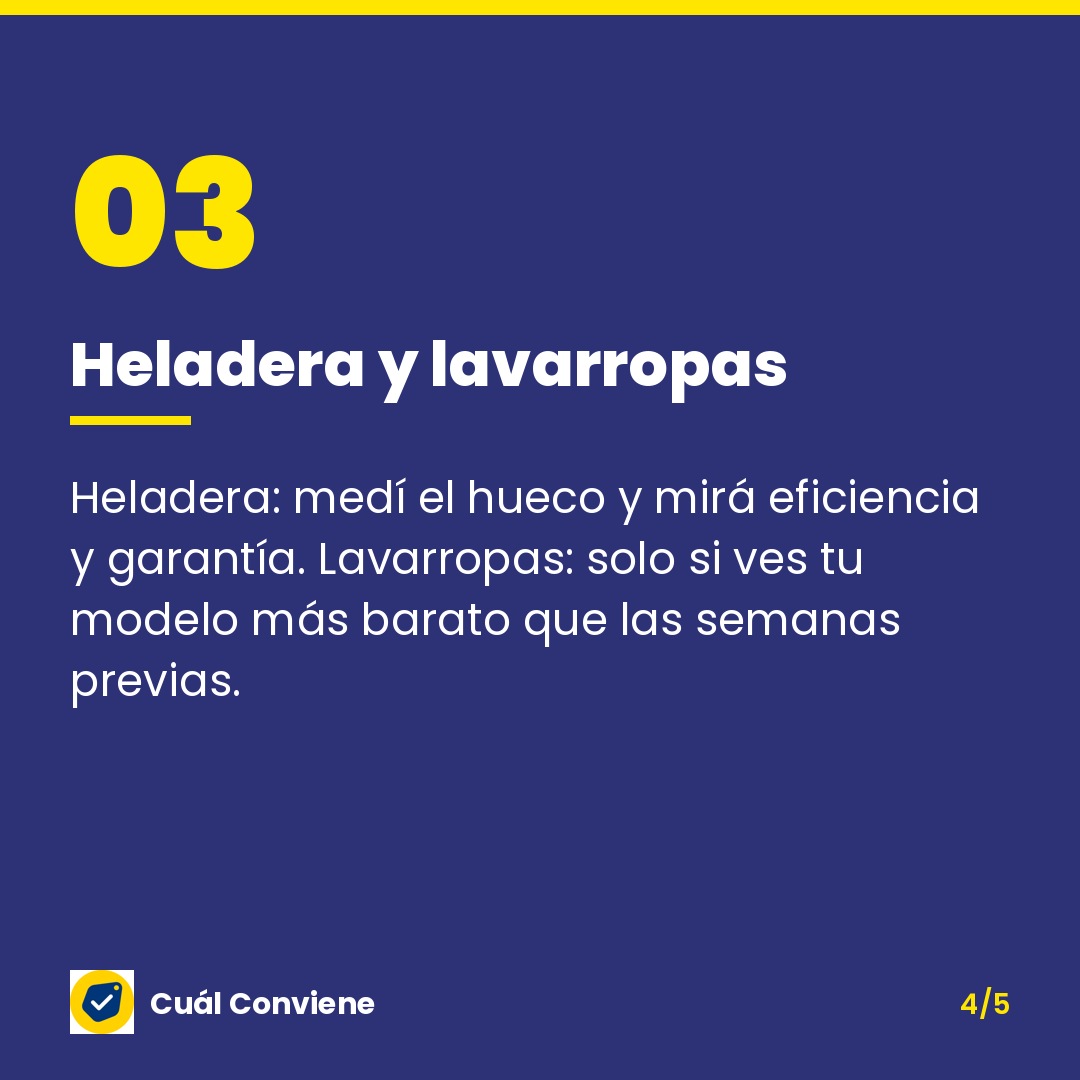 03
Heladera y lavarropas
Heladera: medí el hueco y mirá eficiencia
y garantía. Lavarropas: solo si ves tu
modelo más barato que las semanas
previas.
Cuál Conviene
4/5